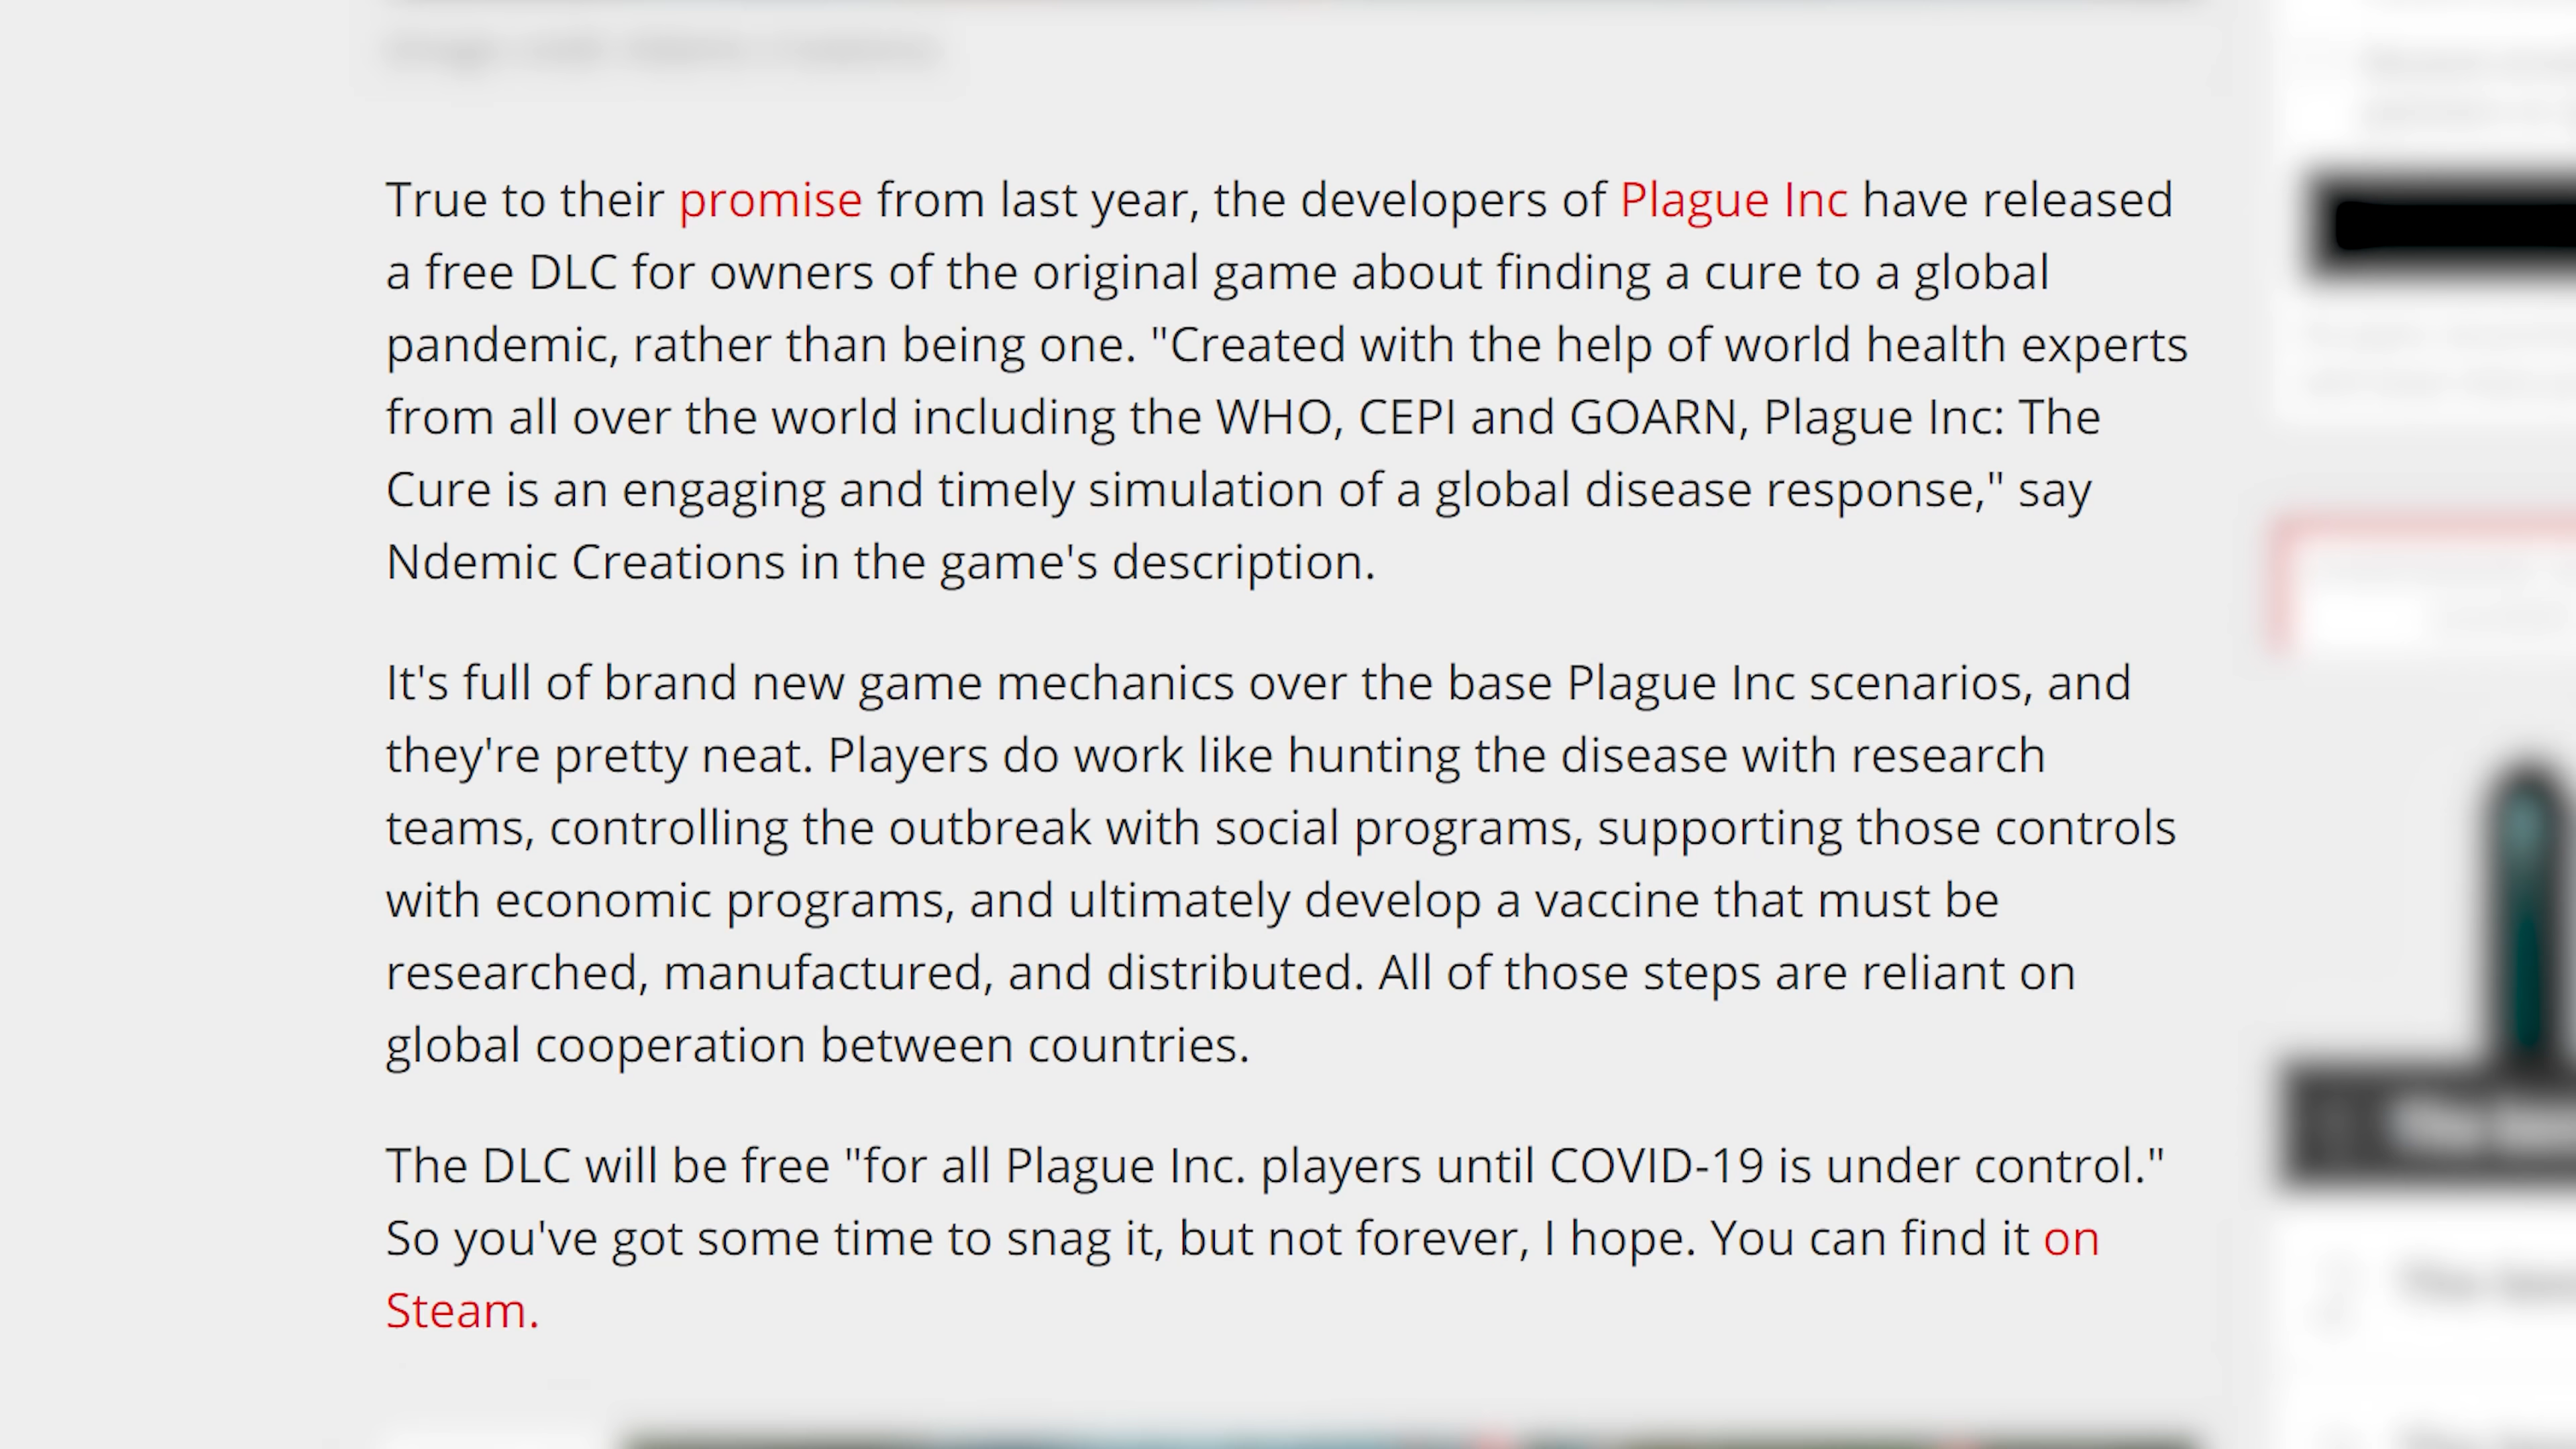 True to their promise from last year, the developers of Plague Inc have released
a free DLC for owners of the original game about finding a cure to a global
pandemic, rather than being one. "Created with the help of world health experts
from all over the world including the WHO, CEPI and GOARN, Plague Inc: The
Cure is an engaging and timely simulation of a global disease response," say
Ndemic Creations in the game's description.
It's full of brand new game mechanics over the base Plague Inc scenarios, and
they're pretty neat. Players do work like hunting the disease with research
teams, controlling the outbreak with social programs, supporting those controls
with economic programs, and ultimately develop a vaccine that must be
researched, manufactured, and distributed. All of those steps are reliant on
global cooperation between countries.
The DLC will be free "for all Plague Inc. players until COVID-19 is under control."
So you've got some time to snag it, but not forever, I hope. You can find it on
Steam.